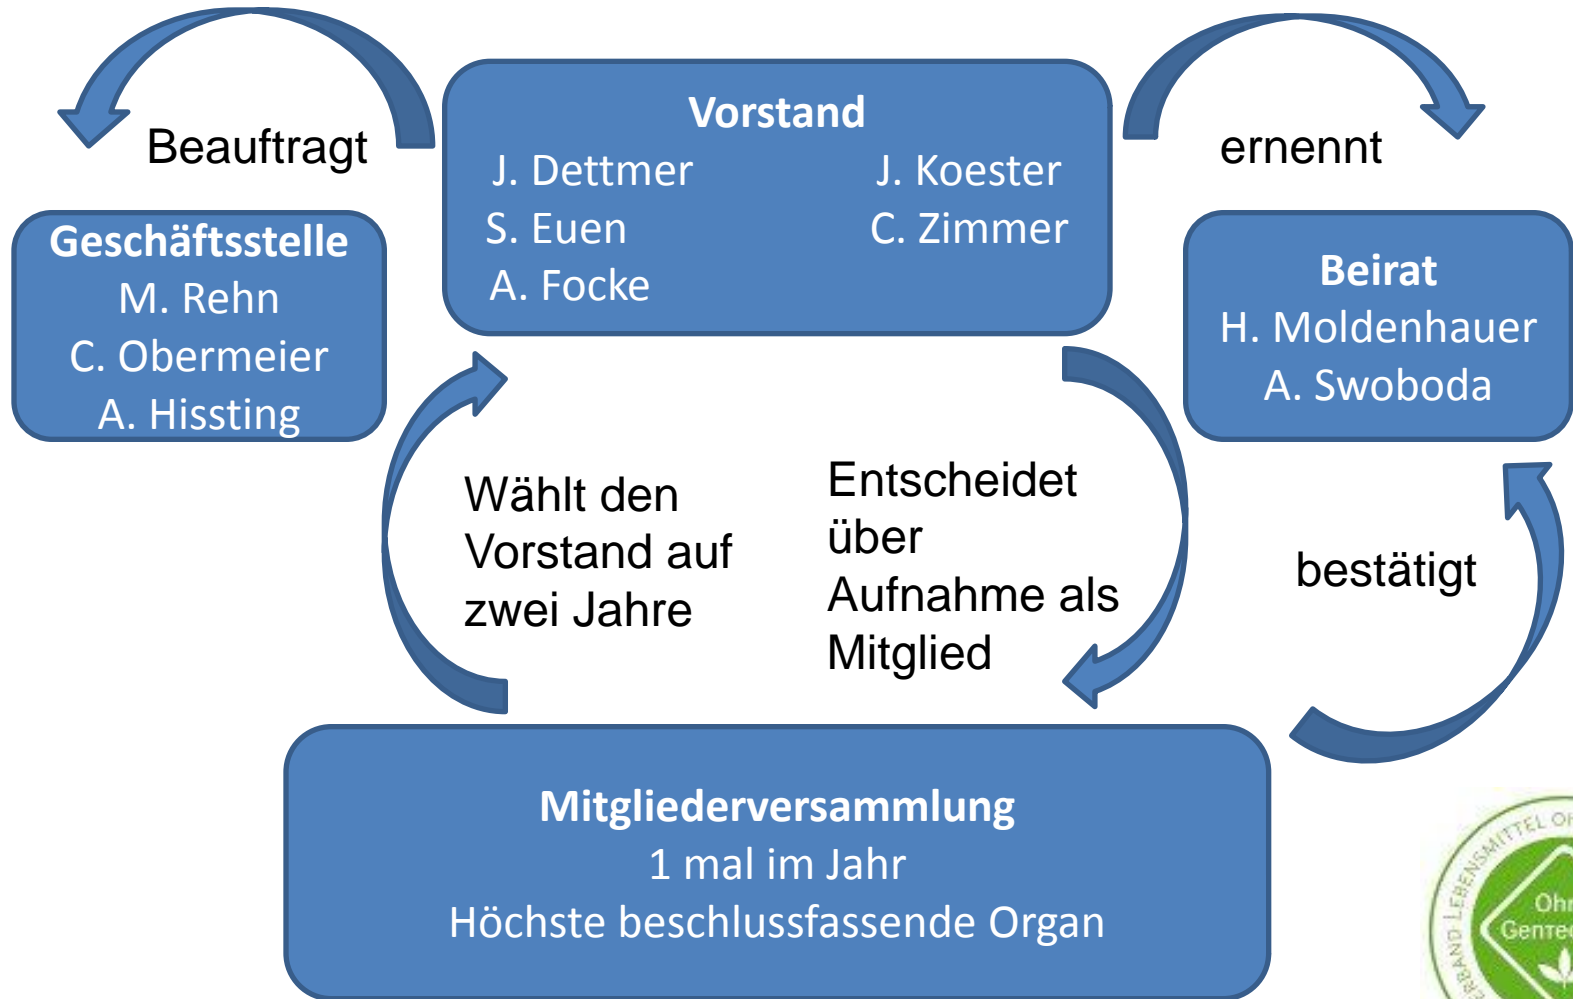 Beauftragt
Vorstand
J. Dettmer J. Koester
S. Euen C. Zimmer
A. Focke
ernennt
Geschäftsstelle
M. Rehn
C. Obermeier
A. Hissting
Beirat
H. Moldenhauer
A. Swoboda
Wählt den
Vorstand auf
zwei Jahre
Entscheidet
über
Aufnahme als
Mitglied
bestätigt
Mitgliederversammlung
1 mal im Jahr
Höchste beschlussfassende Organ
LEBENSMITTEL